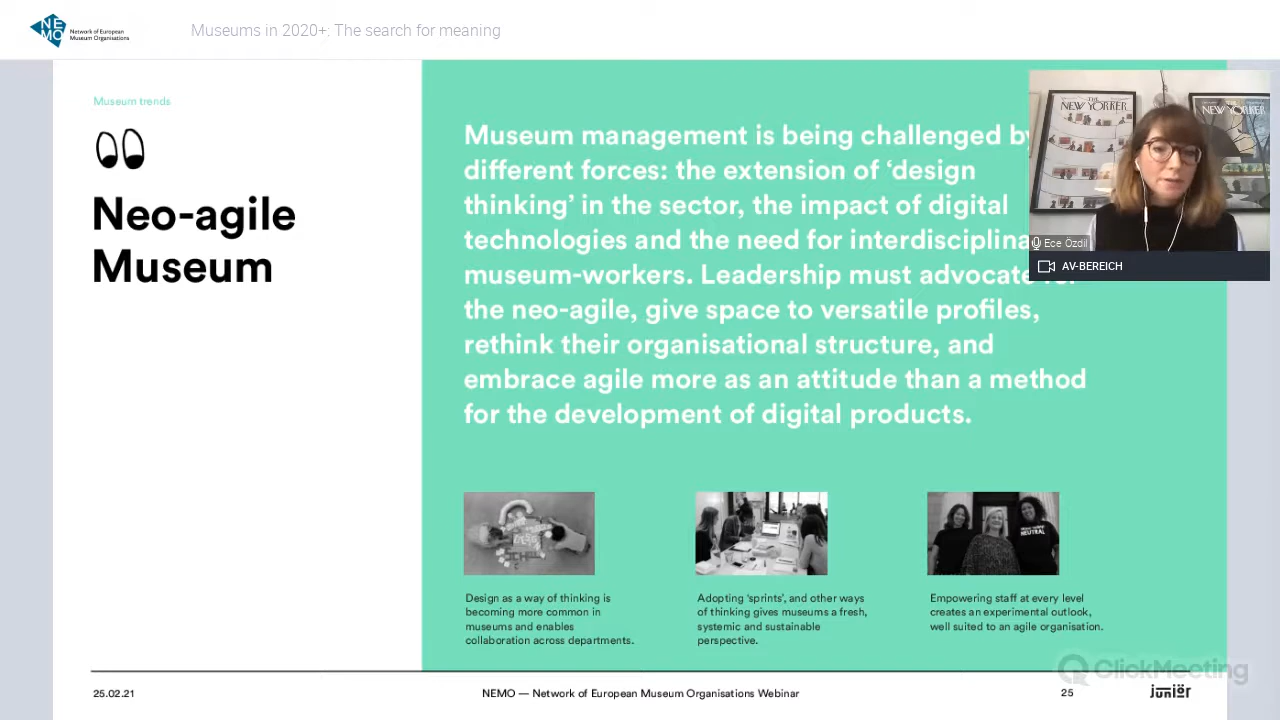 NE
MO
Network of European
Museum Organisations
Museums in 2020+: The search for meaning
Museum trends
Neo-agile
Museum
Museum management is being challenged by
different forces: the extension of ‘design
thinking’ in the sector, the impact of digital
technologies and the need for
museum-workers. Leadership must advocate
the neo-agile, give space to versatile profiles,
rethink their organisational structure, and
embrace agile more as an attitude than a method
for the development of digital products.
THE
NEW YORKER
NEW YORKER
Ece Özdil
AV-BEREICH
NEUTRAL
Design as a way of thinking is
becoming more common in
museums and enables
collaboration across departments.
Adopting ‘sprints’, and other ways
of thinking gives museums a fresh,
systemic and sustainable
perspective.
Empowering staff at every level
creates an experimental outlook,
well suited to an agile organisation.
ClickMeeting
25.02.21
NEMO — Network of European Museum Organisations Webinar
25
junior